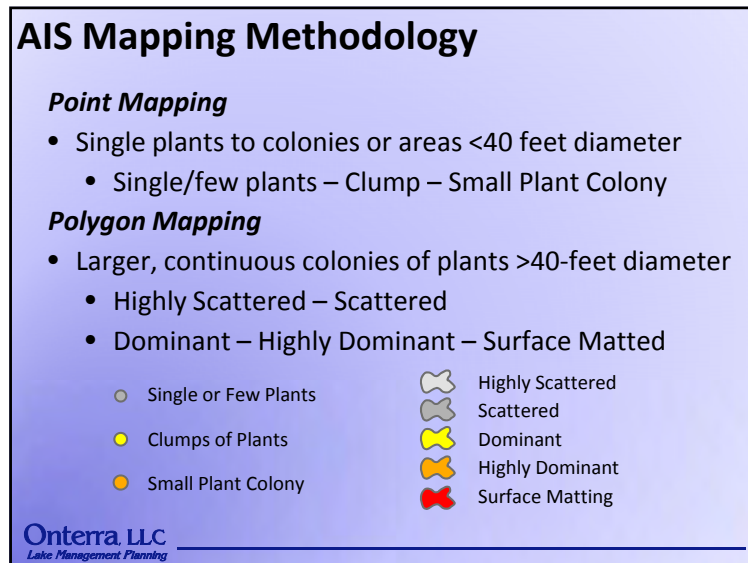 AIS Mapping Methodology
Point Mapping
• Single plants to colonies or areas <40 feet diameter
• Single/few plants – Clump – Small Plant Colony
Polygon Mapping
• Larger, continuous colonies of plants >40-feet diameter
• Highly Scattered – Scattered
• Dominant – Highly Dominant – Surface Matted
Single or Few Plants
Clumps of Plants
Small Plant Colony
Highly Scattered
Scattered
Dominant
Highly Dominant
Surface Matting
Onterra, LLC
Lake Management Planning